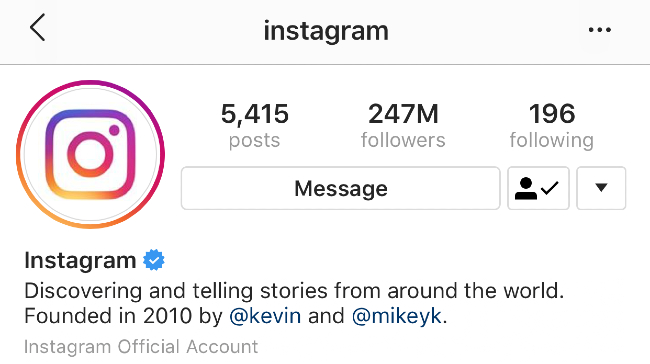 instagram
5,415 247M 196
posts followers following
Message
Instagram
Discovering and telling stories from around the world.
Founded in 2010 by @kevin and @mikeyk.
Instagram Official Account